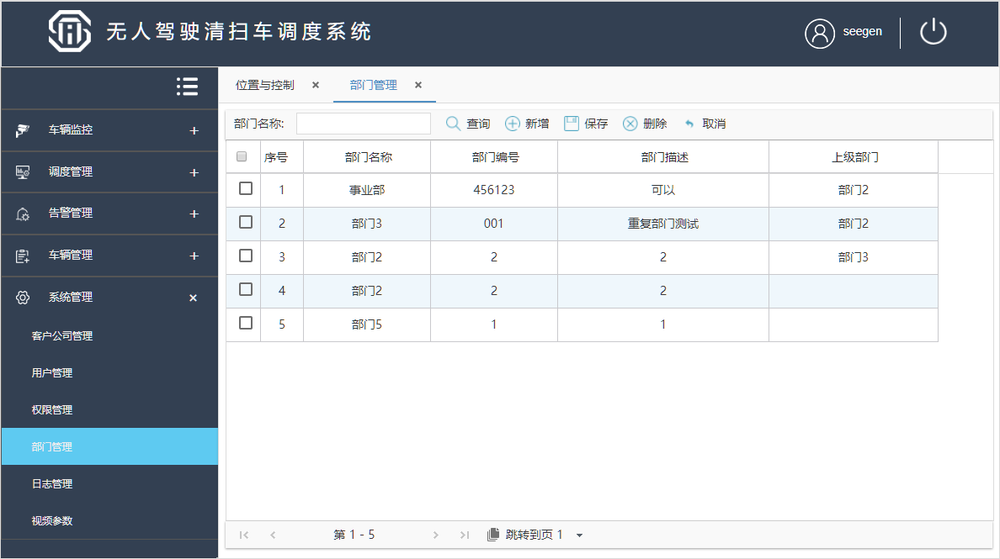 无人驾驶清扫车调度系统
seegen
位置与控制 × 部门管理 ×
车辆监控 +
调度管理 +
告警管理 +
车辆管理 +
系统管理 ×
客户公司管理
用户管理
权限管理
部门管理
日志管理
视频参数
部门名称: 查询 新增 保存 删除 取消
序号 部门名称 部门编号 部门描述 上级部门
1 事业部 456123 可以 部门2
2 部门3 001 重复部门测试 部门2
3 部门2 2 2 部门3
4 部门2 2 2
5 部门5 1 1
第 1 - 5 跳转到页 1